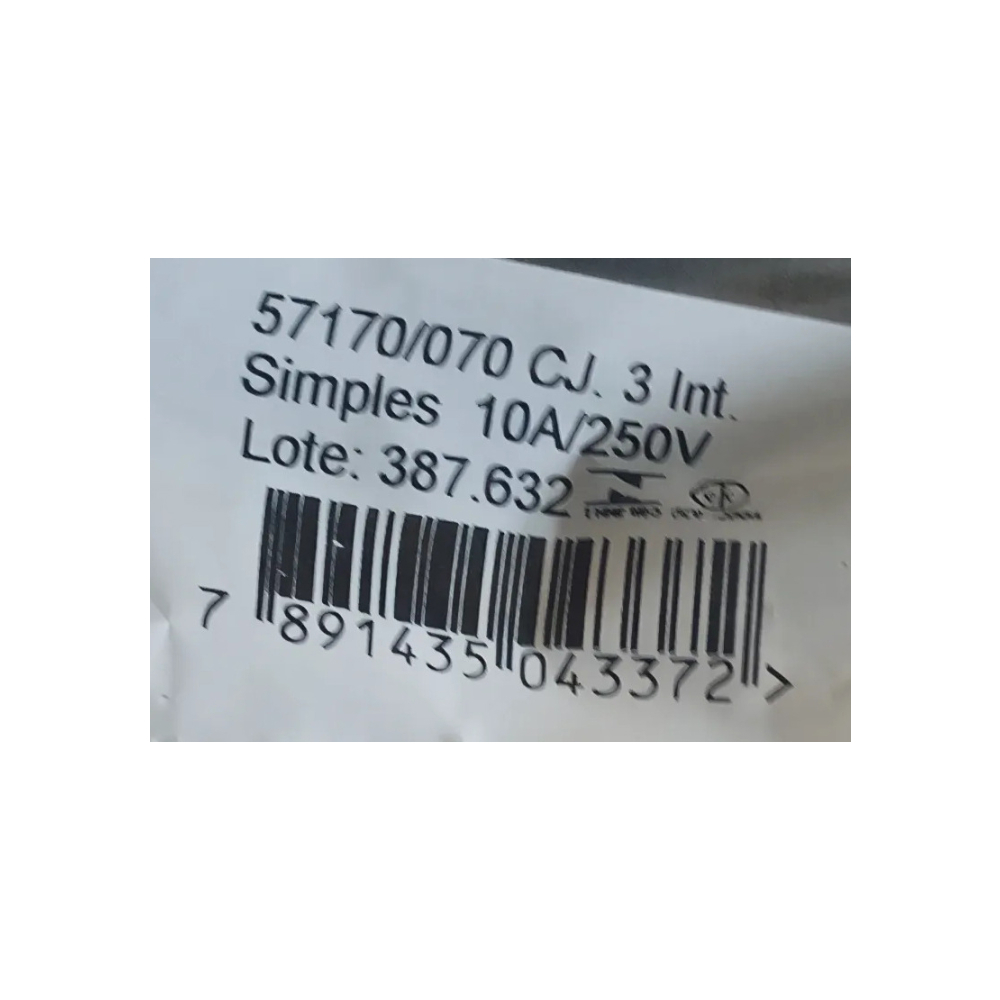 57170/070 CJ. 3 Int.
Simples 10A/250V
Lote: 387.632
7 891435 043372 >